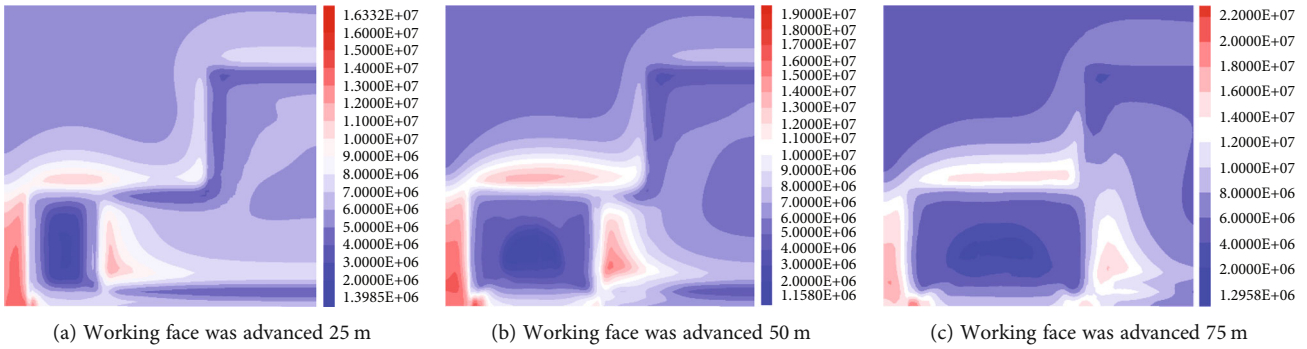 1.6332E+07
1.6000E+07
1.4000E+07
1.3000E+07
1.2000E+07
1.1000E+07
1.0000E+07
9.0000E+06
8.0000E+06
7.0000E+06
6.0000E+06
5.0000E+06
4.0000E+06
3.0000E+06
2.0000E+06
1.3985E+06
(a) Working face was advanced 25 m
1.9000E+07
1.8000E+07
1.7000E+07
1.6000E+07
1.5000E+07
1.4000E+07
1.3000E+07
1.2000E+07
1.1000E+07
1.0000E+07
9.0000E+06
8.0000E+06
7.0000E+06
6.0000E+06
5.0000E+06
4.0000E+06
3.0000E+06
2.0000E+06
1.1580E+06
(b) Working face was advanced 50 m
2.2000E+07
2.0000E+07
1.8000E+07
1.6000E+07
1.4000E+07
1.2000E+07
1.0000E+07
8.0000E+06
6.0000E+06
4.0000E+06
2.0000E+06
1.2958E+06
(c) Working face was advanced 75 m